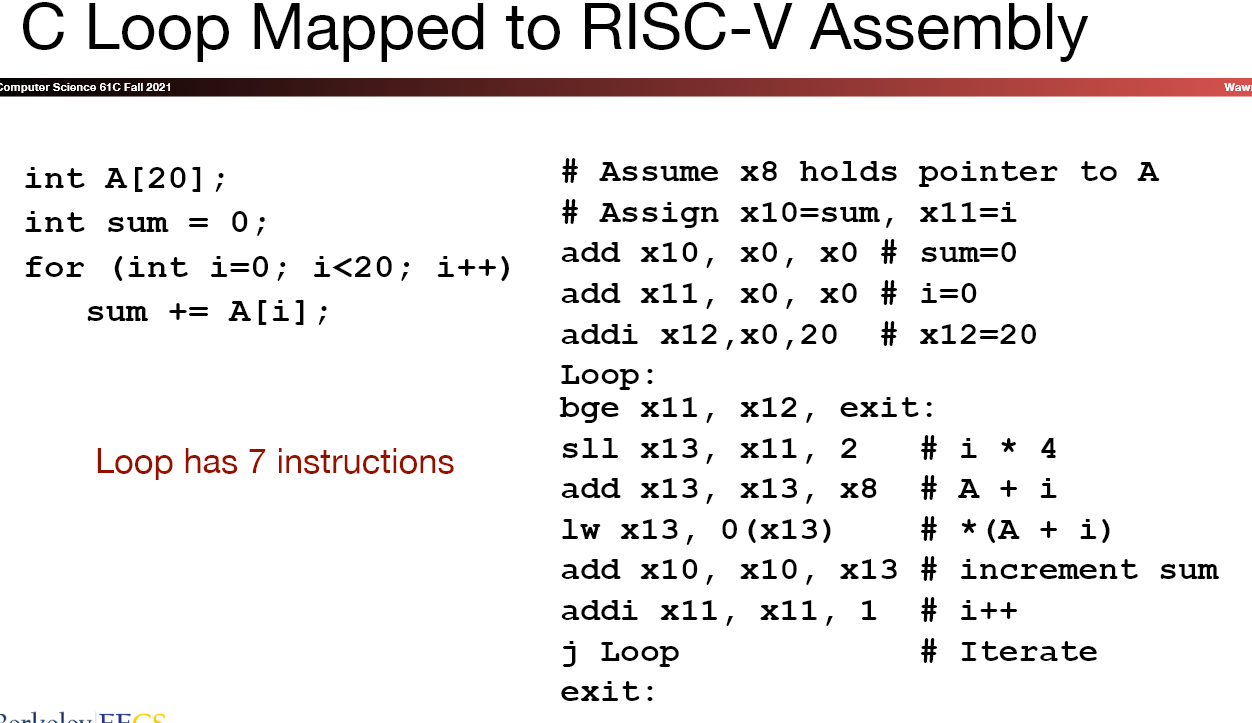 C Loop Mapped to RISC-V Assembly
Computer Science 61C Fall 2021
int A[20];
int sum = 0;
for (int i=0; i<20; i++)
sum += A[i];
Loop has 7 instructions
# Assume x8 holds pointer to A
# Assign x10=sum, x11=i
add x10, x0, x0 # sum=0
add x11, x0, x0 # i=0
addi x12,x0,20 # x12=20
Loop:
bge x11, x12, exit:
sll x13, x11, 2 # i * 4
add x13, x13, x8 # A + i
lw x13, 0(x13) # *(A + i)
add x10, x10, x13 # increment sum
addi x11, x11, 1 # i++
j Loop # Iterate
exit: